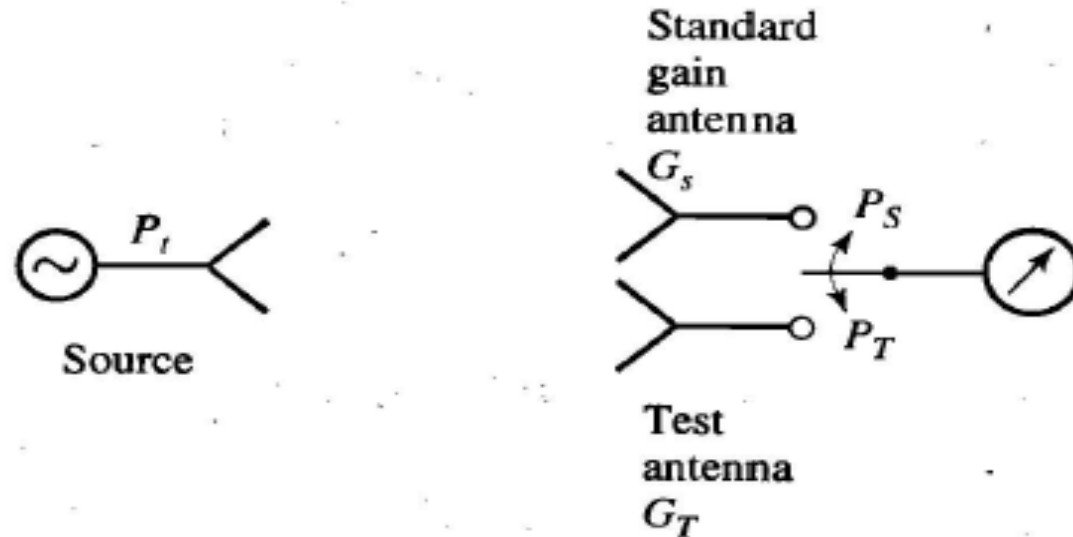 Standard
gain
antenna
G_s
P_t
Source
P_S
P_T
Test
antenna
G_T